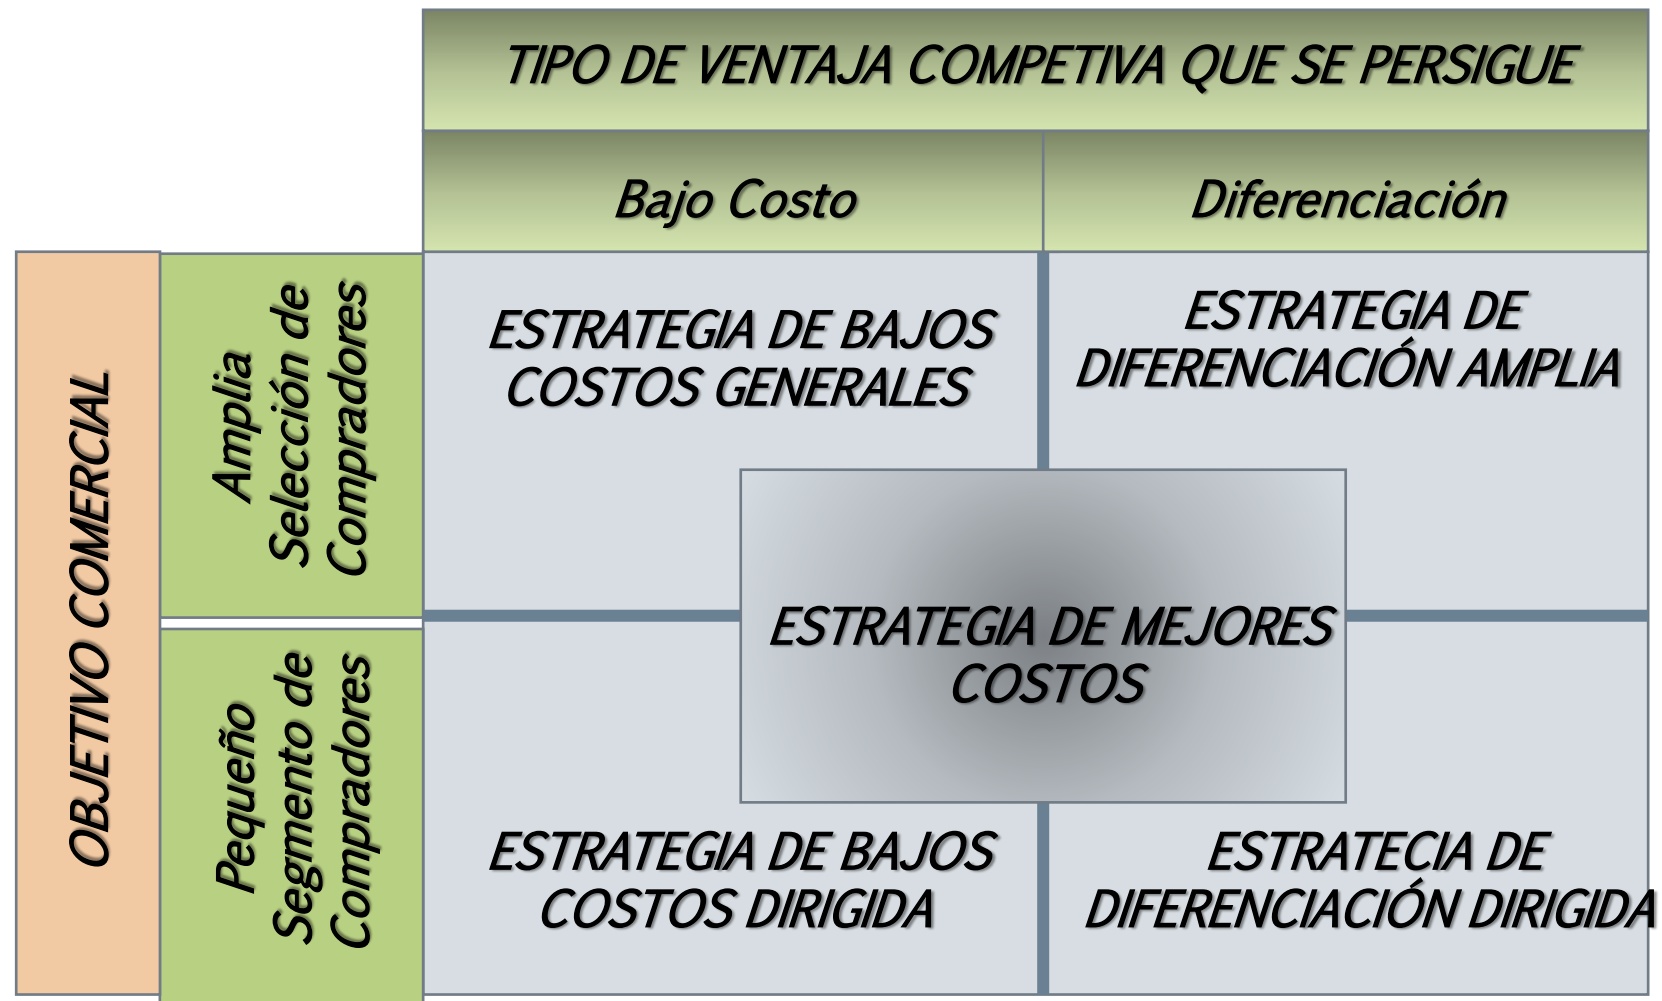 TIPO DE VENTAJA COMPETIVA QUE SE PERSIGUE
Bajo Costo
Diferenciación
OBJETIVO COMERCIAL
Amplia
Selección de
Compradores
ESTRATEGIA DE BAJOS
COSTOS GENERALES
ESTRATEGIA DE
DIFERENCIACIÓN AMPLIA
ESTRATEGIA DE MEJORES
COSTOS
Pequeño
Segmento de
Compradores
ESTRATEGIA DE BAJOS
COSTOS DIRIGIDA
ESTRATECIA DE
DIFERENCIACIÓN DIRIGIDA